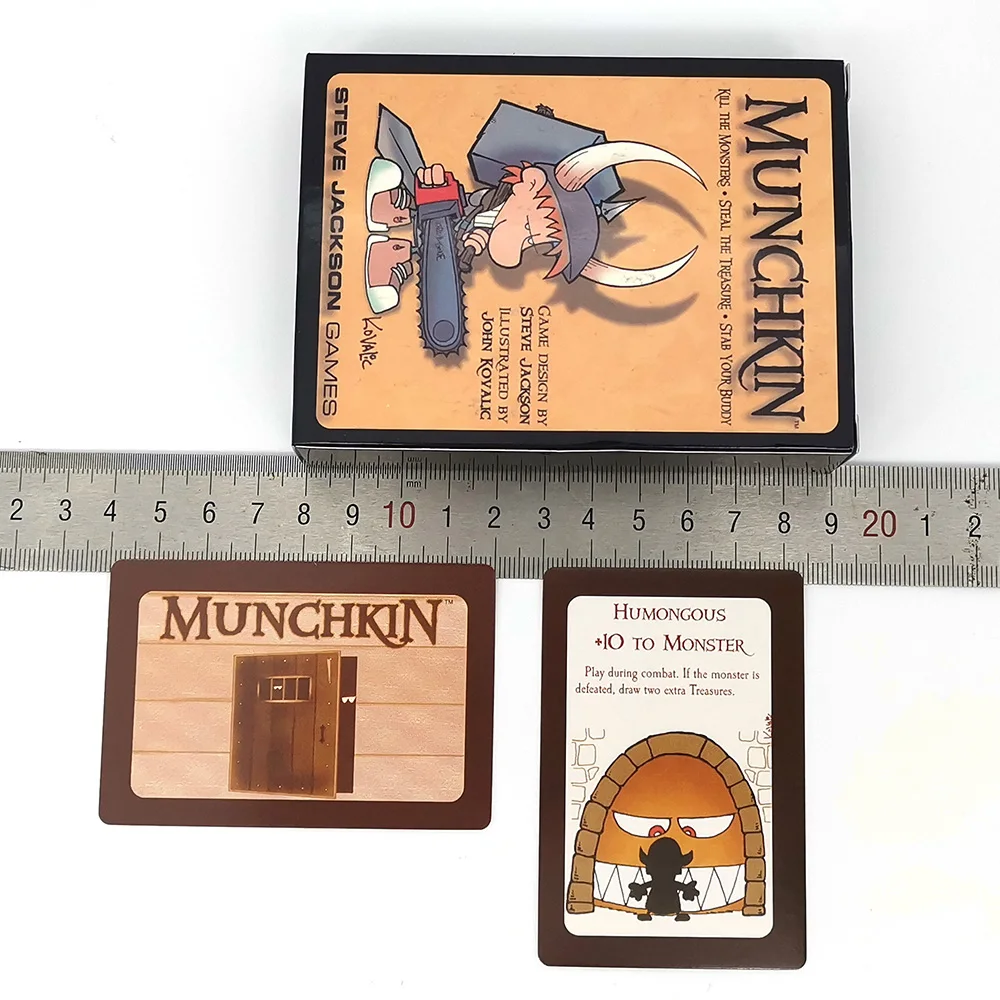 MUNCHKIN™
KILL THE MONSTERS • STEAL THE TREASURE • STAB YOUR BUDDY
GAME DESIGN BY
STEVE JACKSON
ILLUSTRATED BY
JOHN KOVALIC
KOVALIC
STEVE JACKSON GAMES
mm
2 3 4 5 6 7 8 9 10 1 2 3 4 5 6 7 8 9 20 1 2
MUNCHKIN™
HUMONGOUS
+10 TO MONSTER
Play during combat. If the monster is
defeated, draw two extra Treasures.